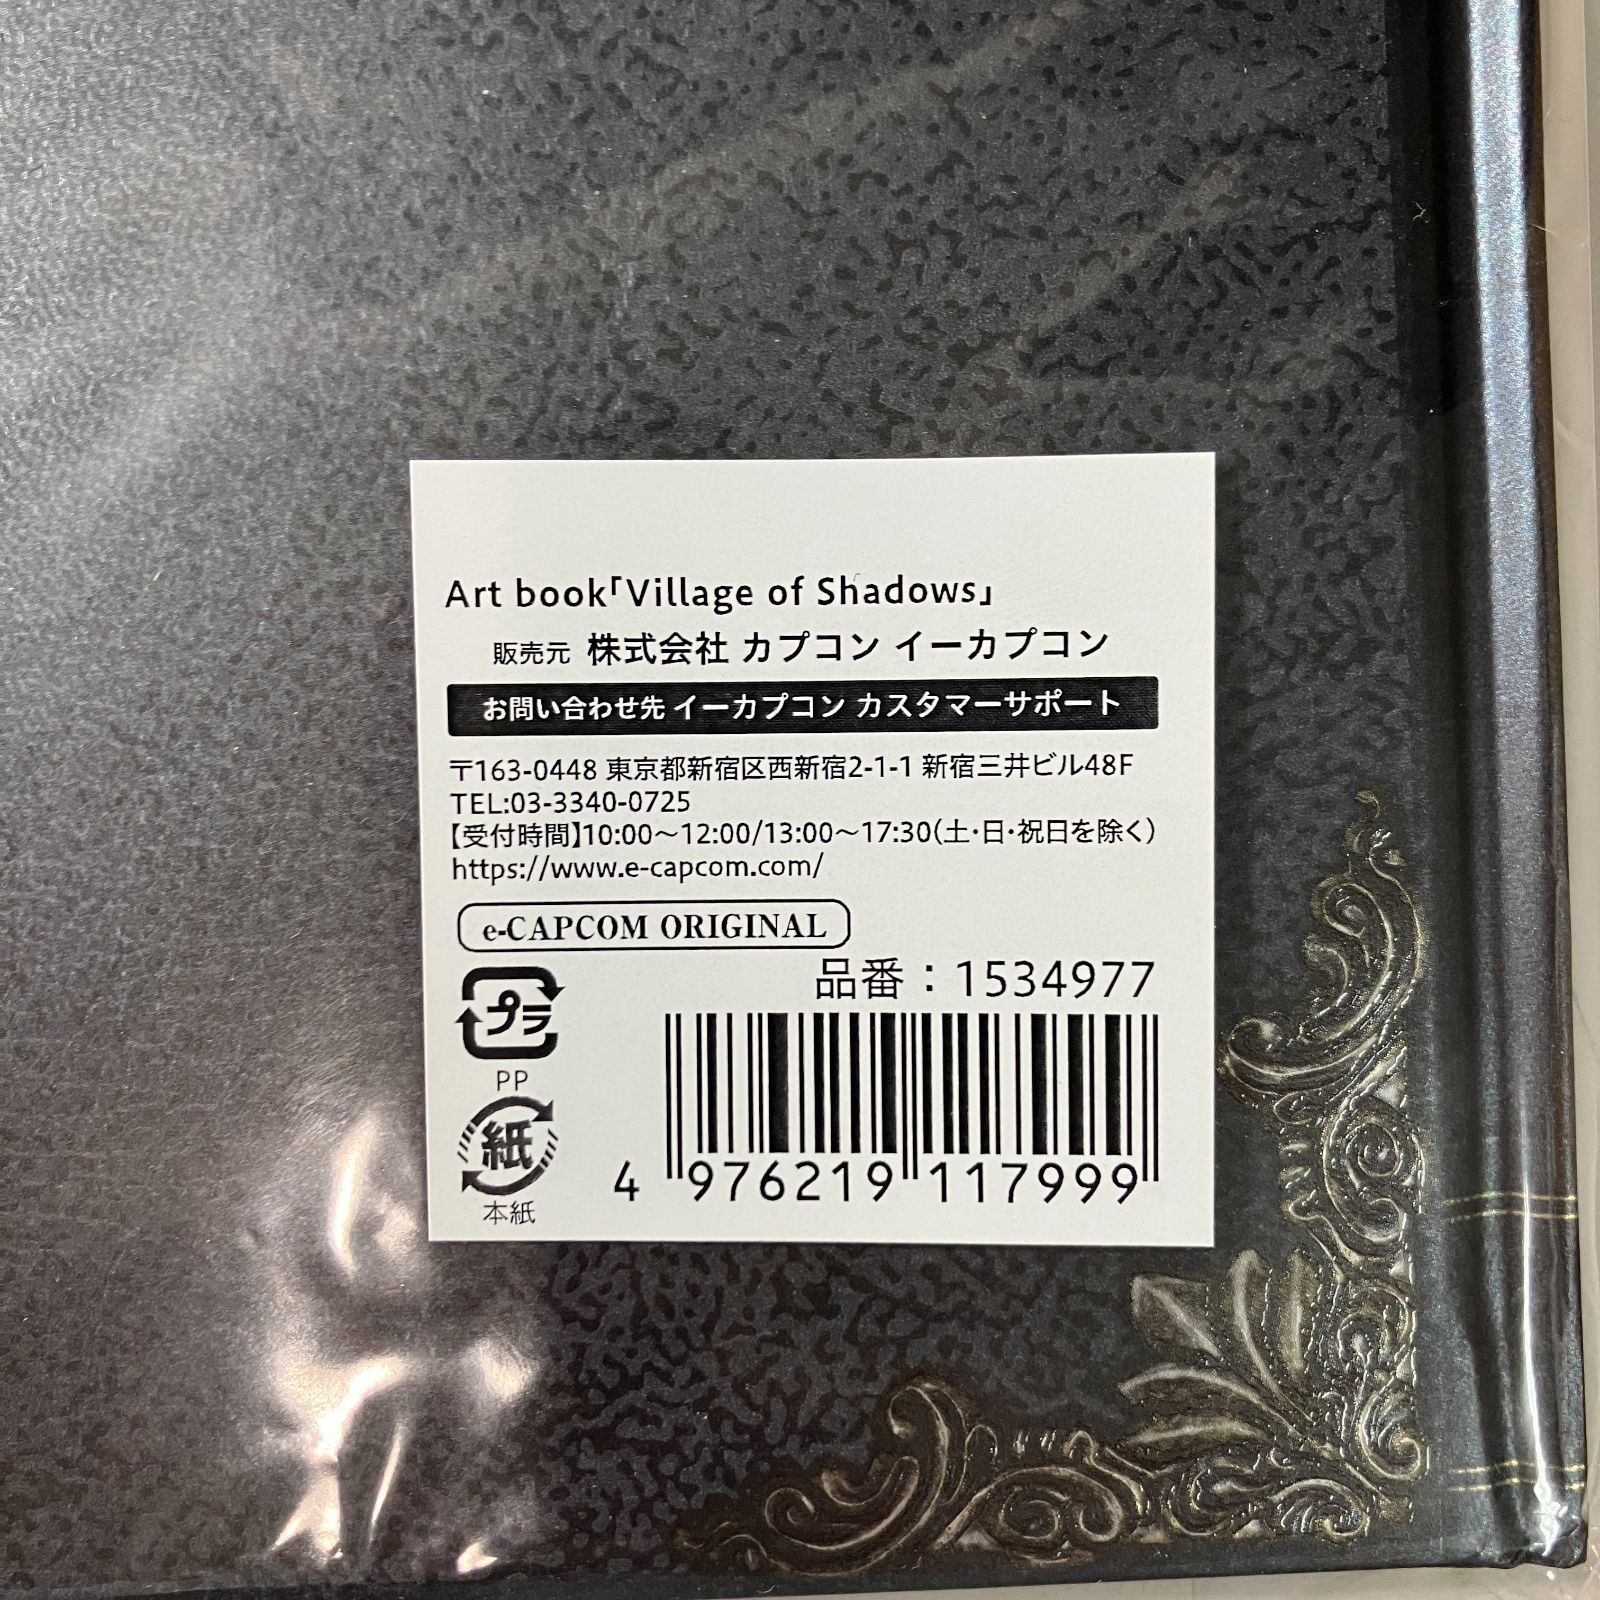 Art book「Village of Shadows」
販売元 株式会社 カプコン イーカプコン
お問い合わせ先 イーカプコン カスタマーサポート
〒163-0448 東京都新宿区西新宿2-1-1 新宿三井ビル48F
TEL:03-3340-0725
【受付時間】10:00〜12:00/13:00〜17:30(土・日・祝日を除く)
https://www.e-capcom.com/
e-CAPCOM ORIGINAL
品番：1534977
プラ
PP
紙
本紙
4 976219 117999